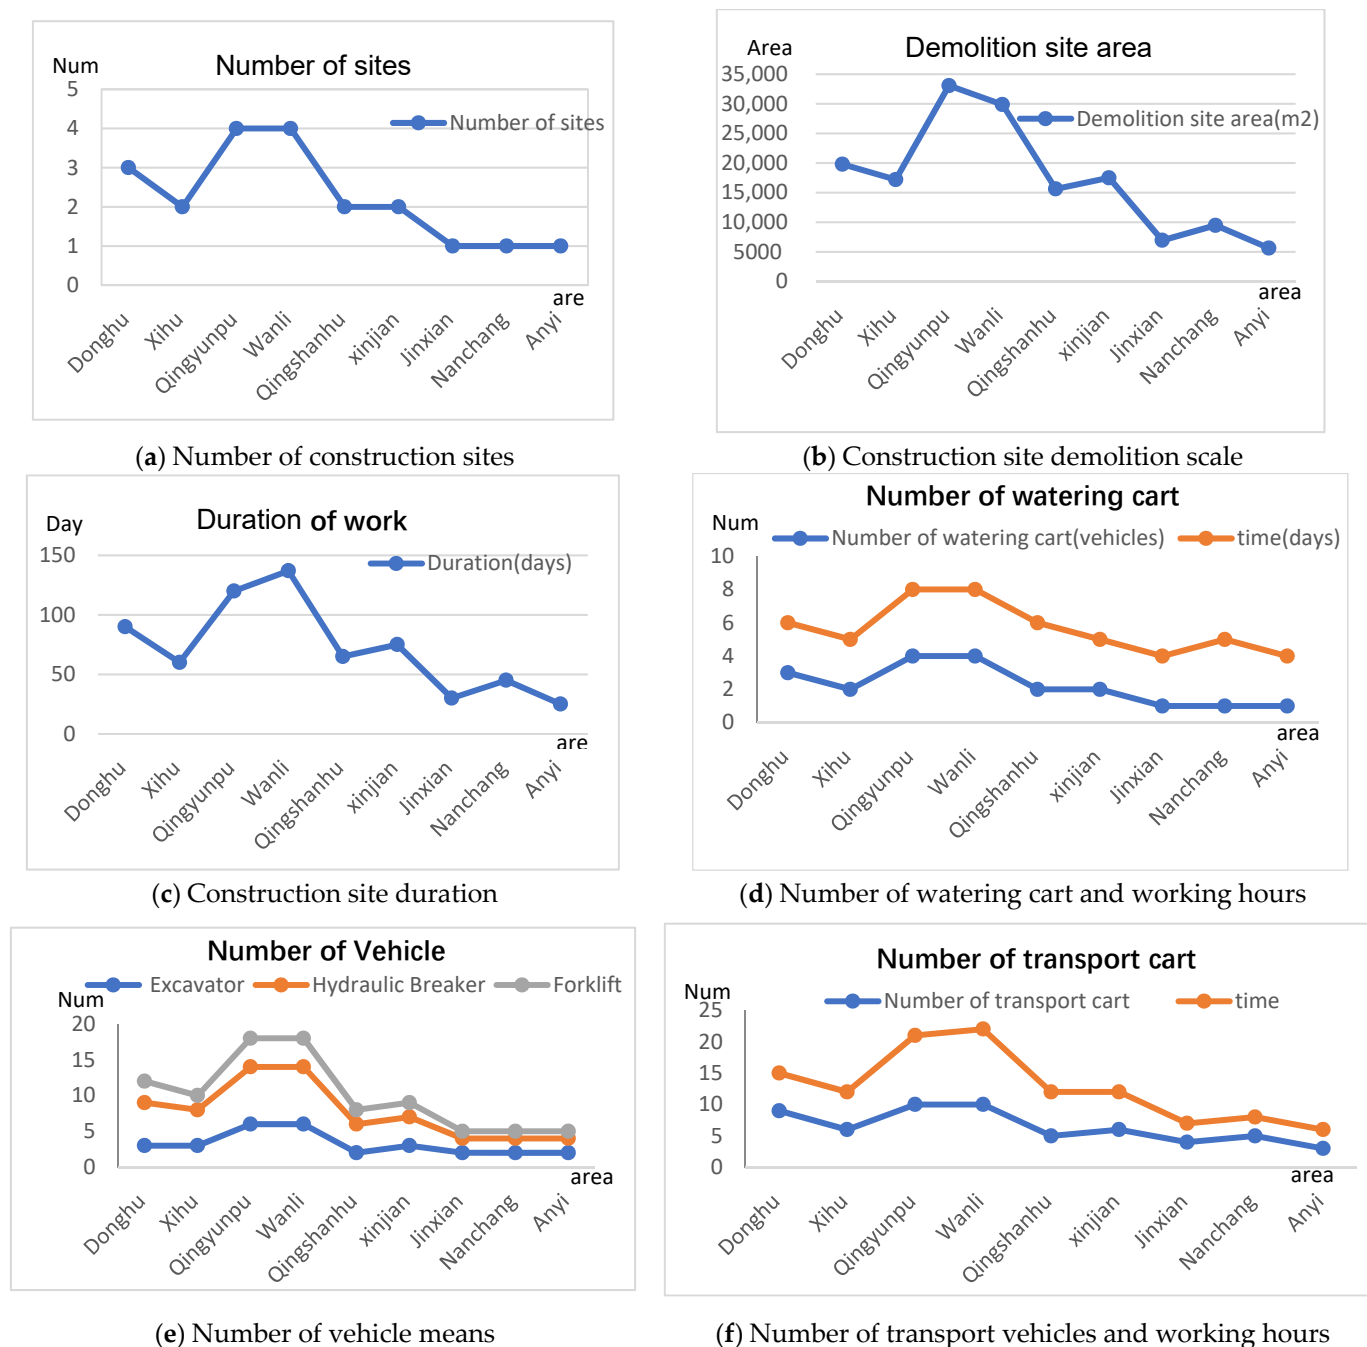 Number of sites
Num
Number of sites
5
4
3
2
1
0
are
Donghu
Xihu
Qingyunpu
Wanli
Qingshanhu
xinjian
Jinxian
Nanchang
Anyi
(a) Number of construction sites
Demolition site area
Area
Demolition site area(m2)
35,000
30,000
25,000
20,000
15,000
10,000
5000
0
area
Donghu
Xihu
Qingyunpu
Wanli
Qingshanhu
xinjian
Jinxian
Nanchang
Anyi
(b) Construction site demolition scale
Duration of work
Day
Duration(days)
150
100
50
0
are
Donghu
Xihu
Qingyunpu
Wanli
Qingshanhu
xinjian
Jinxian
Nanchang
Anyi
(c) Construction site duration
Number of watering cart
Num
Number of watering cart(vehicles)
time(days)
10
8
6
4
2
0
area
Donghu
Xihu
Qingyunpu
Wanli
Qingshanhu
xinjian
Jinxian
Nanchang
Anyi
(d) Number of watering cart and working hours
Number of Vehicle
Excavator
Hydraulic Breaker
Forklift
Num
20
15
10
5
0
area
Donghu
Xihu
Qingyunpu
Wanli
Qingshanhu
xinjian
Jinxian
Nanchang
Anyi
(e) Number of vehicle means
Number of transport cart
Num
Number of transport cart
time
25
20
15
10
5
0
area
Donghu
Xihu
Qingyunpu
Wanli
Qingshanhu
xinjian
Jinxian
Nanchang
Anyi
(f) Number of transport vehicles and working hours